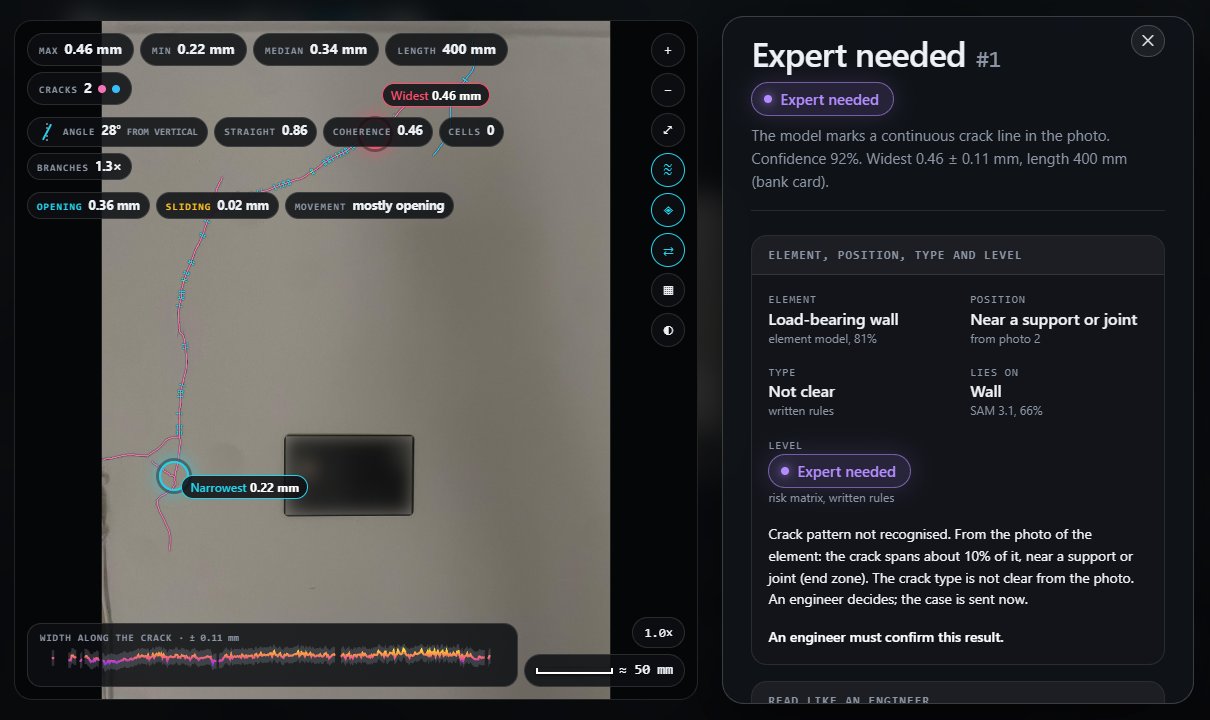 MAX 0.46 mm MIN 0.22 mm MEDIAN 0.34 mm LENGTH 400 mm
CRACKS 2
Widest 0.46 mm
ANGLE 28° FROM VERTICAL STRAIGHT 0.86 COHERENCE 0.46 CELLS 0
BRANCHES 1.3×
OPENING 0.36 mm SLIDING 0.02 mm MOVEMENT mostly opening
Narrowest 0.22 mm
WIDTH ALONG THE CRACK · ± 0.11 mm
1.0x
≈ 50 mm
Expert needed #1
Expert needed
The model marks a continuous crack line in the photo.
Confidence 92%. Widest 0.46 ± 0.11 mm, length 400 mm
(bank card).
ELEMENT, POSITION, TYPE AND LEVEL
ELEMENT POSITION
Load-bearing wall Near a support or joint
element model, 81% from photo 2
TYPE LIES ON
Not clear Wall
written rules SAM 3.1, 66%
LEVEL
Expert needed
risk matrix, written rules
Crack pattern not recognised. From the photo of the
element: the crack spans about 10% of it, near a support or
joint (end zone). The crack type is not clear from the photo.
An engineer decides; the case is sent now.
An engineer must confirm this result.
READ LIKE AN ENGINEER